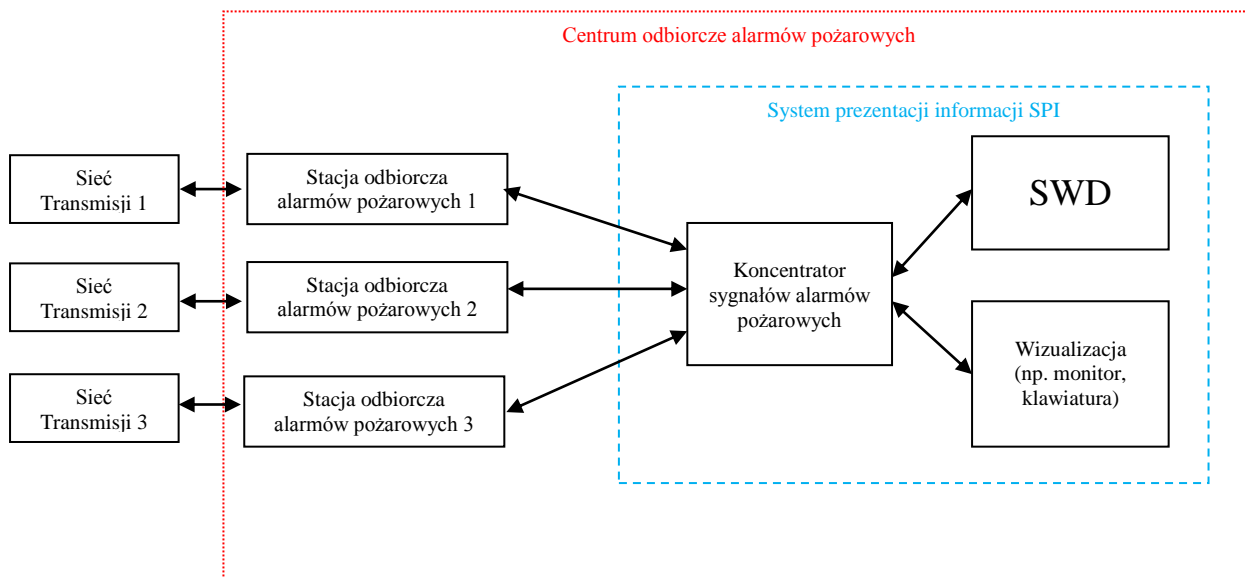 Centrum odbiorcze alarmów pożarowych
System prezentacji informacji SPI
Sieć
Transmisji 1
Stacja odbiorcza
alarmów pożarowych 1
SWD
Sieć
Transmisji 2
Stacja odbiorcza
alarmów pożarowych 2
Koncentrator
sygnałów alarmów
pożarowych
Wizualizacja
(np. monitor,
klawiatura)
Sieć
Transmisji 3
Stacja odbiorcza
alarmów pożarowych 3